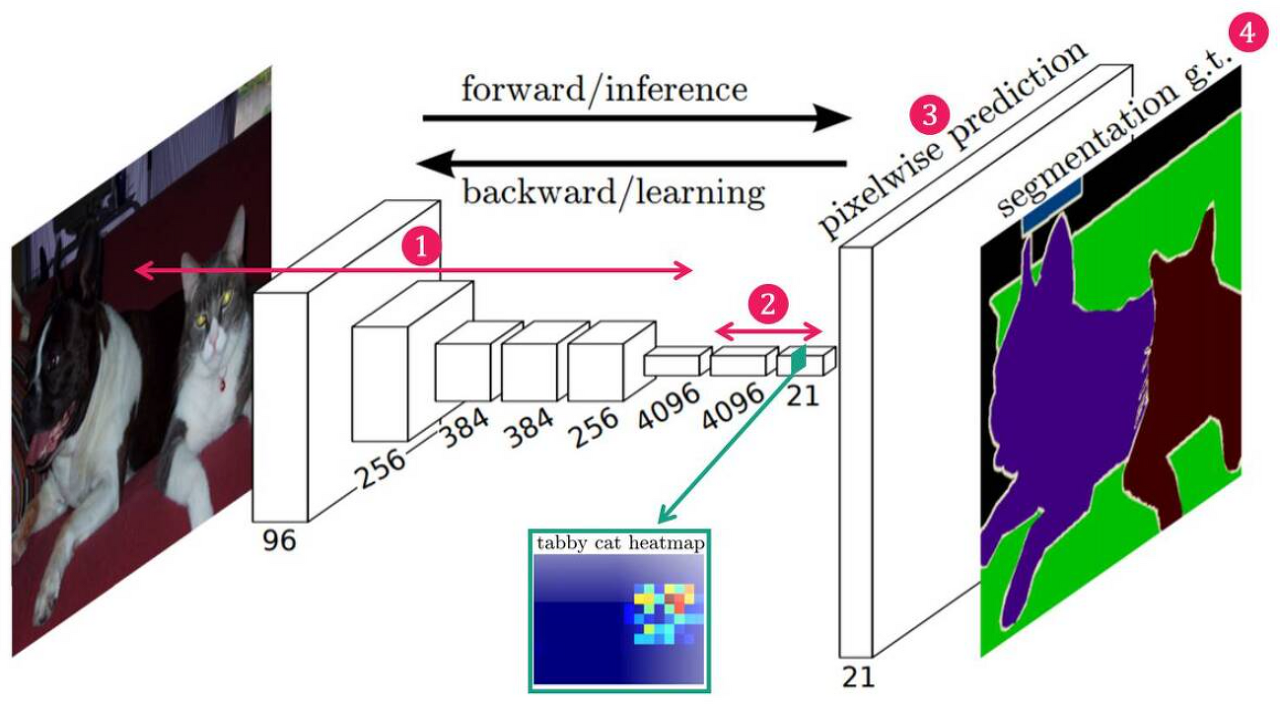 4
forward/inference
3
pixelwise prediction
segmentation g.t.
backward/learning
1
2
384
384
256
4096
4096
21
256
96
tabby cat heatmap
21